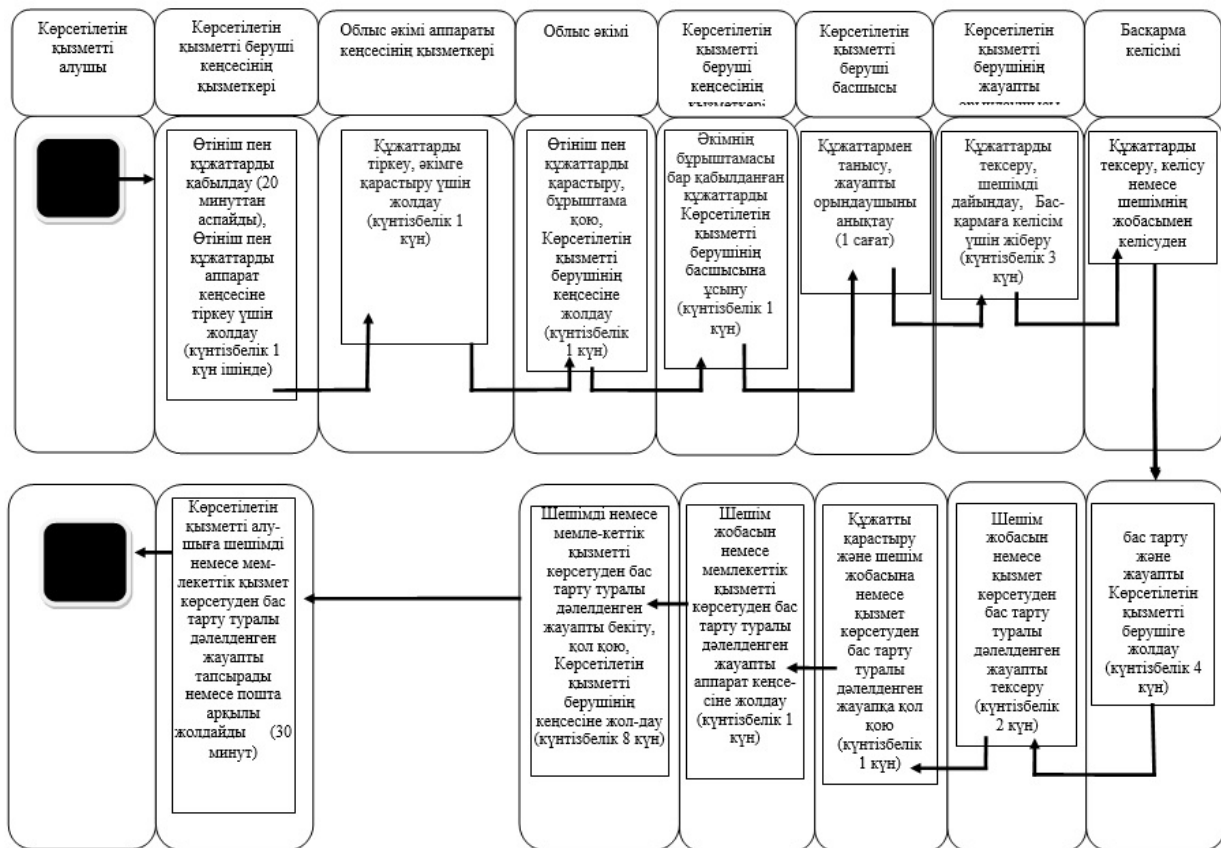 Көрсетілетін
қызметті
алушы
Көрсетілетін
қызметті беруші
кеңсесінің
қызметкері
Облыс әкімі аппараты
кеңсесінің қызметкері
Облыс әкімі
Көрсетілетін
қызметті
беруші
кеңсесінің
қызметкері
Көрсетілетін
қызметті
беруші
басшысы
Көрсетілетін
қызметті
берушінің
жауапты
орындаушысы
Басқарма
келісімі
Өтініш пен
құжаттарды
қабылдау (20
минуттан
аспайды),
Өтініш пен
құжаттарды
аппарат
кеңсесіне
тіркеу үшін
жолдау
(күнтізбелік 1
күн ішінде)
Құжаттарды
тіркеу, әкімге
қарастыру үшін
жолдау
(күнтізбелік 1
күн)
Өтініш пен
құжаттарды
қарастыру,
бұрыштама
қою,
Көрсетілетін
қызметті
берушінің
кеңсесіне
жолдау
(күнтізбелік
1 күн)
Әкімнің
бұрыштамасы
бар қабылданған
құжаттарды
Көрсетілетін
қызметті
берушінің
басшысына
ұсыну
(күнтізбелік 1
күн)
Құжаттармен
танысу,
жауапты
орындаушыны
анықтау
(1 сағат)
Құжаттарды
тексеру,
шешімді
дайындау, Бас-
қармаға келісім
үшін жіберу
(күнтізбелік 3
күн)
Құжаттарды
тексеру, келісу
немесе
шешімнің
жобасымен
келісуден
Көрсетілетін
қызметті алу-
шыға шешімді
немесе мем-
лекеттік қызмет
көрсетуден бас
тарту туралы
дәлелденген
жауапты
тапсырады
немесе пошта
арқылы
жолдайды (30
минут)
Шешімді немесе
мемле-кеттік
қызметті
көрсетуден бас
тарту туралы
дәлелденген
жауапты бекіту,
қол қою,
Көрсетілетін
қызметті
берушінің
кеңсесіне жол-дау
(күнтізбелік 8 күн)
Шешім
жобасын немесе
мемлекеттік
қызметті
көрсетуден бас
тарту туралы
дәлелденген
жауапты
аппарат кеңсе-
сіне жолдау
(күнтізбелік 1
күн)
Құжатты
қарастыру
және шешім
жобасына
немесе
қызмет
көрсетуден
бас тарту
туралы
дәлелденген
жауапқа қол
қою
(күнтізбелік
1 күн)
Шешім
жобасын
немесе қызмет
көрсетуден
бас тарту
туралы
дәлелденген
жауапты
тексеру
(күнтізбелік
2 күн)
бас тарту
және
жауапты
Көрсетілетін
қызметті
берушіге
жолдау
(күнтізбелік 4
күн)